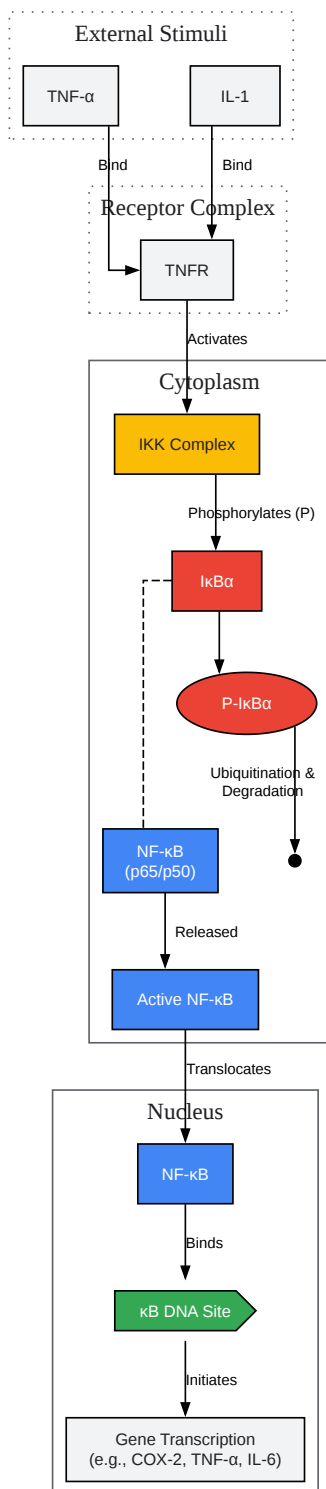 External Stimuli
TNF-α
IL-1
Bind
Bind
Receptor Complex
TNFR
Activates
Cytoplasm
IKK Complex
Phosphorylates (P)
IκBα
P-IκBα
Ubiquitination &
Degradation
NF-κB
(p65/p50)
Released
Active NF-κB
Translocates
Nucleus
NF-κB
Binds
κB DNA Site
Initiates
Gene Transcription
(e.g., COX-2, TNF-α, IL-6)